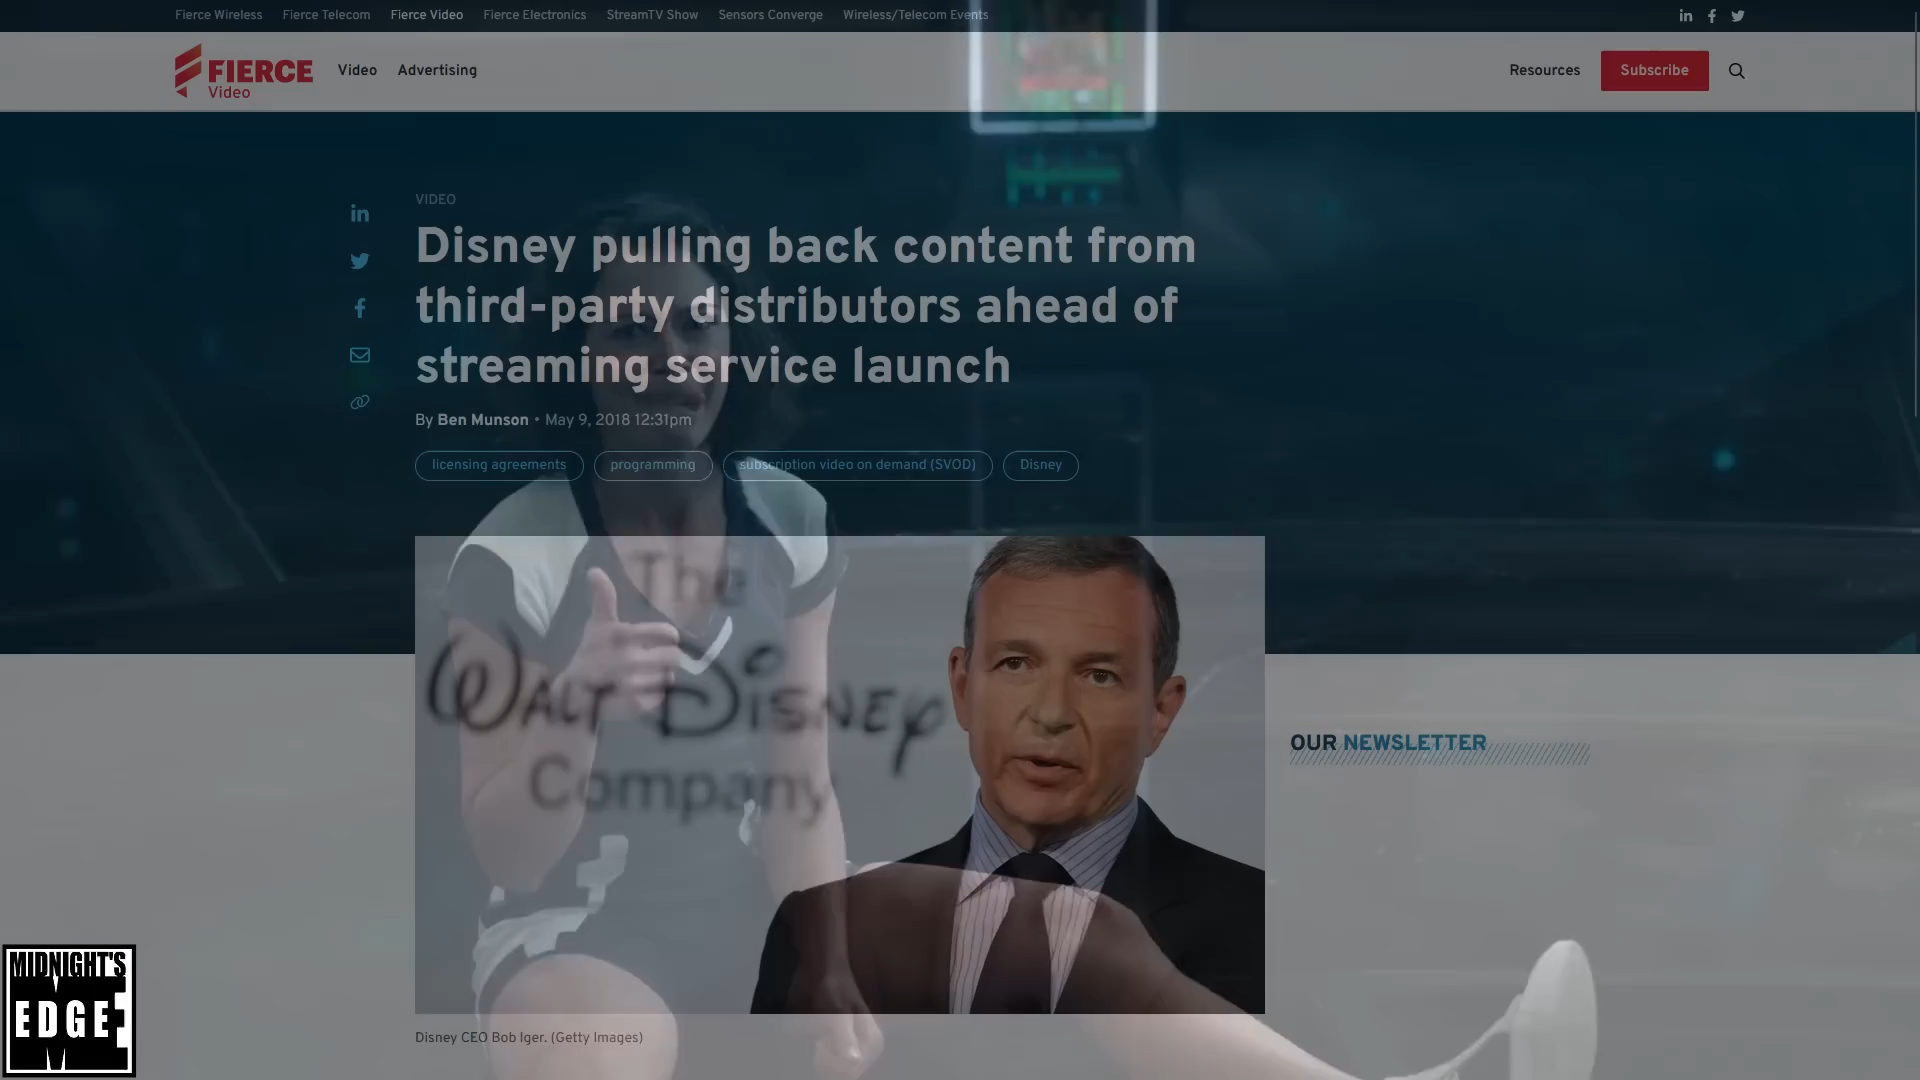 Fierce Wireless Fierce Telecom Fierce Video Fierce Electronics StreamTV Show Sensors Converge Wireless/Telecom Events
FIERCE
Video
Video Advertising
Resources Subscribe
VIDEO
Disney pulling back content from
third-party distributors ahead of
streaming service launch
By Ben Munson • May 9, 2018 12:31pm
licensing agreements programming subscription video on demand (SVOD) Disney
The
WALT DISNEY
Company
OUR NEWSLETTER
MIDNIGHT'S
EDGE
Disney CEO Bob Iger. (Getty Images)